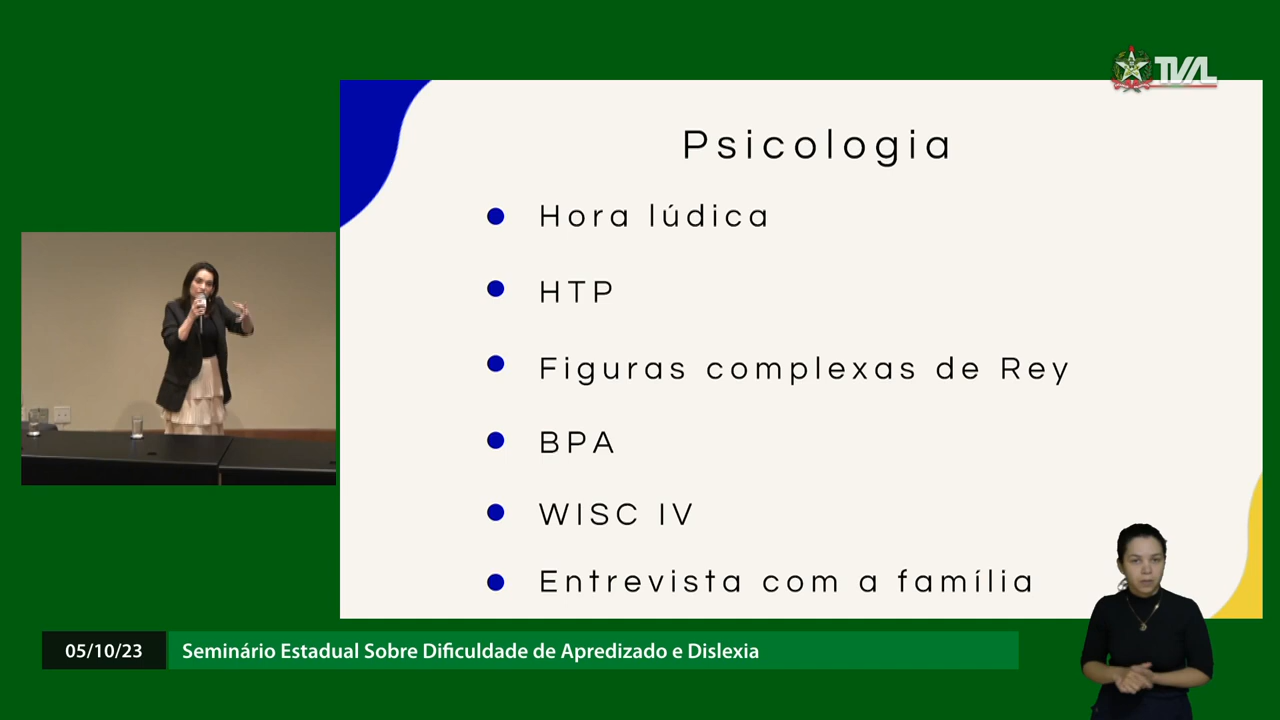 TVAL
Psicologia
Hora lúdica
HTP
Figuras complexas de Rey
BPA
WISC IV
Entrevista com a família
05/10/23
Seminário Estadual Sobre Dificuldade de Apredizado e Dislexia